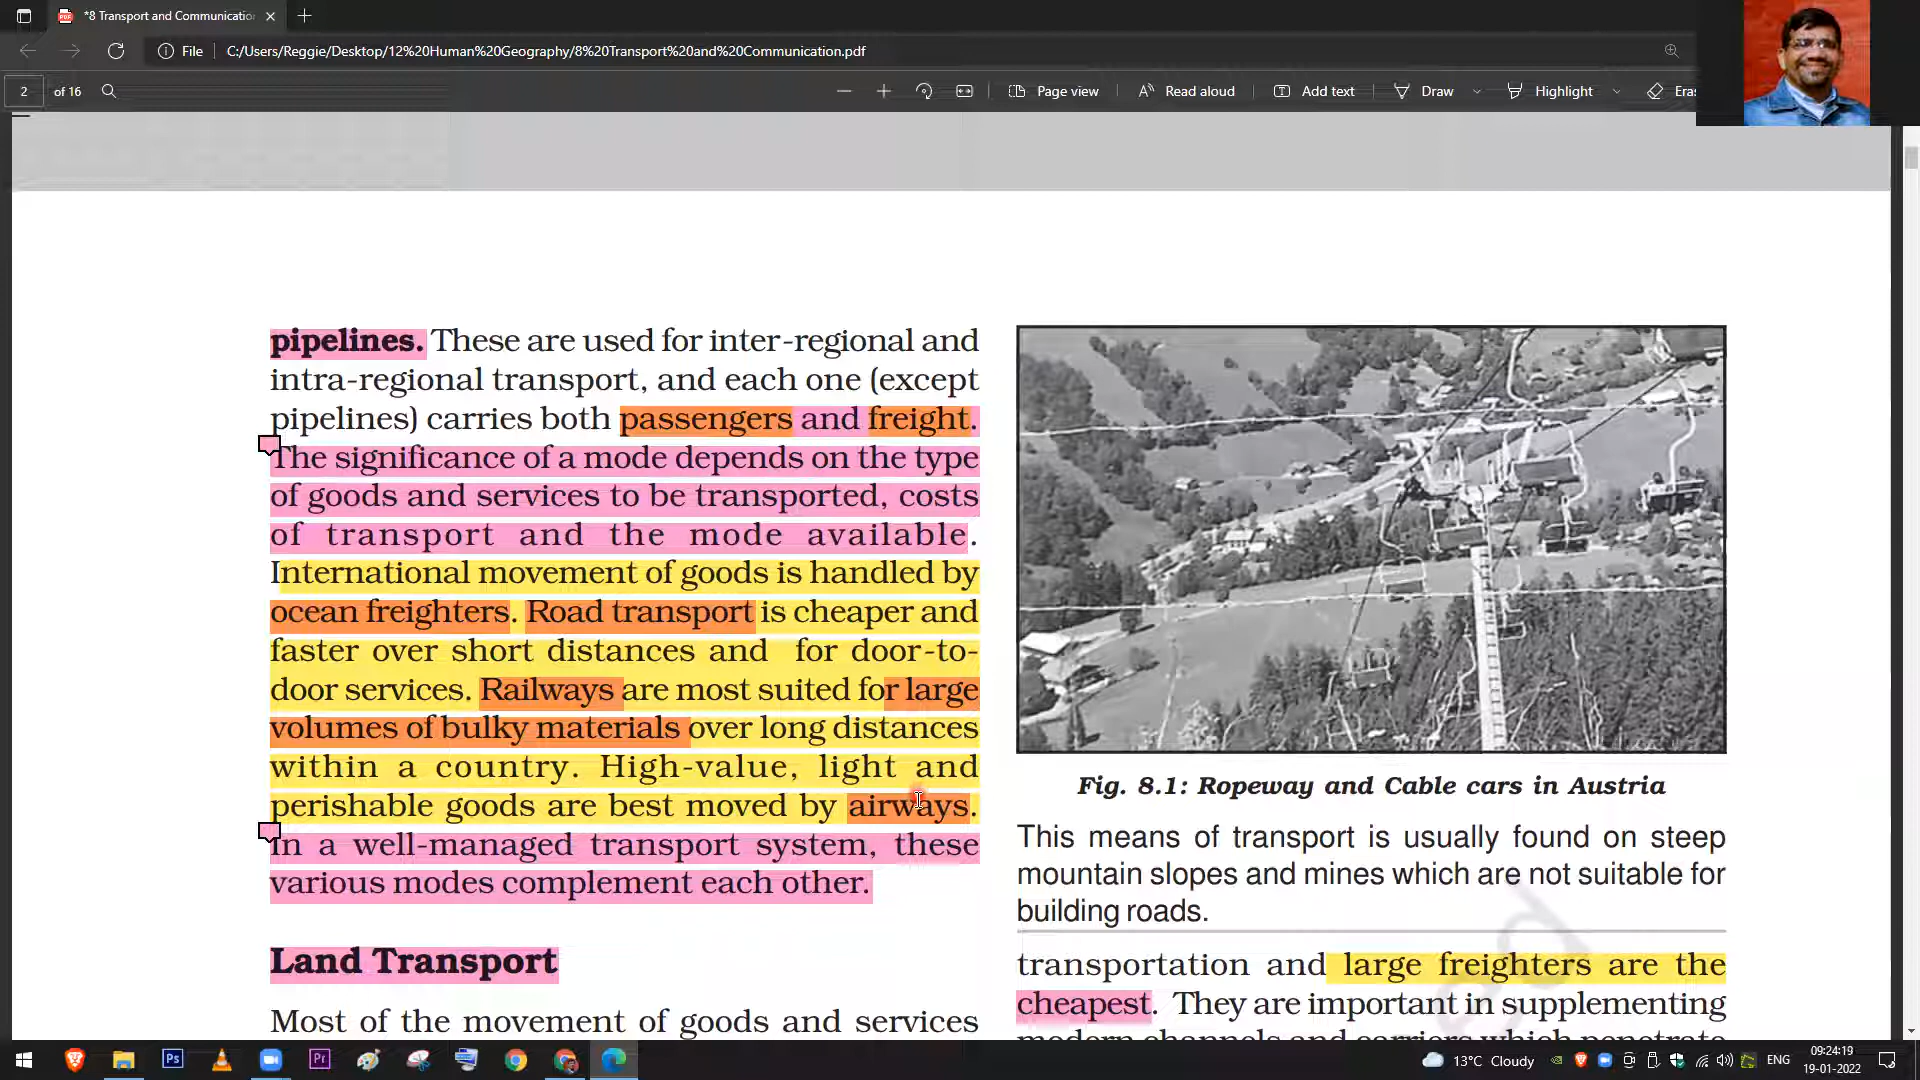 *8 Transport and Communicatio
File
C:/Users/Reggie/Desktop/12%20Human%20Geography/8%20Transport%20and%20Communication.pdf
2 of 16
Page view
Read aloud
Add text
Draw
Highlight
Eras
pipelines. These are used for inter-regional and
intra-regional transport, and each one (except
pipelines) carries both passengers and freight.
The significance of a mode depends on the type
of goods and services to be transported, costs
of transport and the mode available.
International movement of goods is handled by
ocean freighters. Road transport is cheaper and
faster over short distances and for door-to-
door services. Railways are most suited for large
volumes of bulky materials over long distances
within a country. High-value, light and
perishable goods are best moved by airways.
In a well-managed transport system, these
various modes complement each other.
Land Transport
Most of the movement of goods and services
Fig. 8.1: Ropeway and Cable cars in Austria
This means of transport is usually found on steep
mountain slopes and mines which are not suitable for
building roads.
transportation and large freighters are the
cheapest. They are important in supplementing
modern channels and carriers which penetrate
13°C Cloudy
ENG
09:24:19
19-01-2022